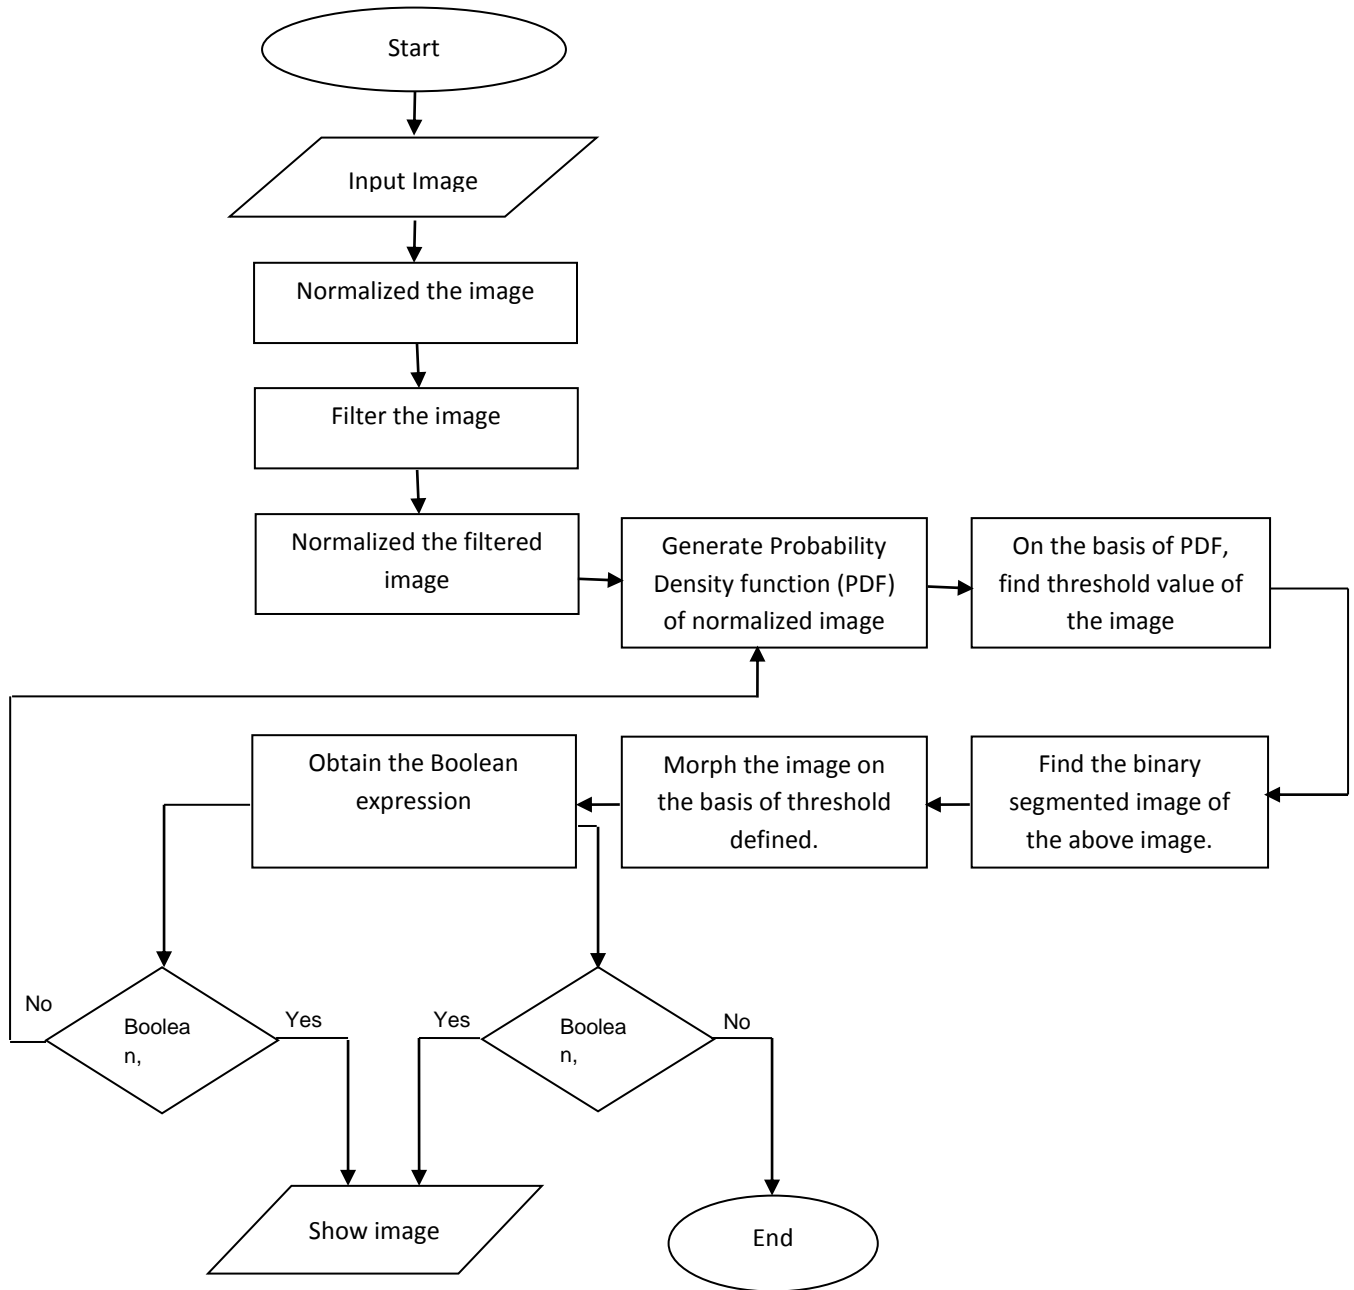 Start
Input Image
Normalized the image
Filter the image
Normalized the filtered
image
Generate Probability
Density function (PDF)
of normalized image
On the basis of PDF,
find threshold value of
the image
Find the binary
segmented image of
the above image.
Morph the image on
the basis of threshold
defined.
Obtain the Boolean
expression
No
Boolea
n,
Yes
Yes
Boolea
n,
No
Show image
End